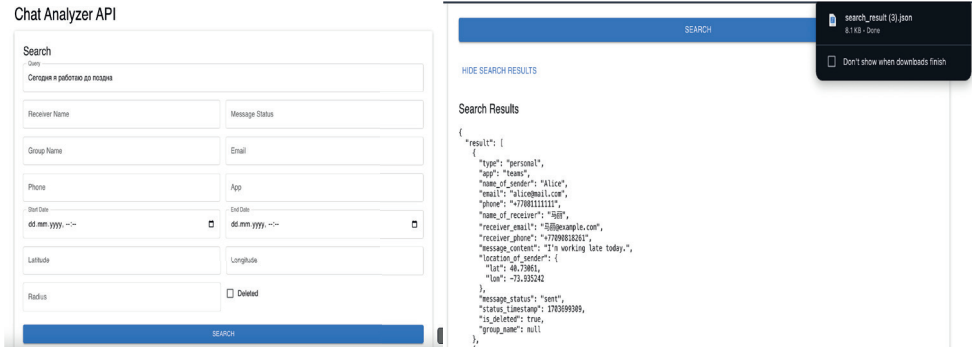 Chat Analyzer API
Search
Query
Сегодня я работаю до поздна
Receiver Name
Message Status
Group Name
Email
Phone
App
Start Date
End Date
dd.mm.yyyy. --:--
dd.mm.yyyy. --:--
Latitude
Longitude
Radius
Deleted
SEARCH
SEARCH
search_result (3).json
8.1 KB - Done
Don't show when downloads finish
HIDE SEARCH RESULTS
Search Results
{
"result": [
{
"type": "personal",
"app": "teams",
"name_of_sender": "Alice",
"email": "alice@mail.com",
"phone": "+77081111111",
"name_of_receiver": "马丽",
"receiver_email": "马丽@example.com",
"receiver_phone": "+77090818261",
"message_content": "I'm working late today.",
"location_of_sender": {
"lat": 40.73061,
"lon": -73.935242
},
"message_status": "sent",
"status_timestamp": 1703699309,
"is_deleted": true,
"group_name": null
},